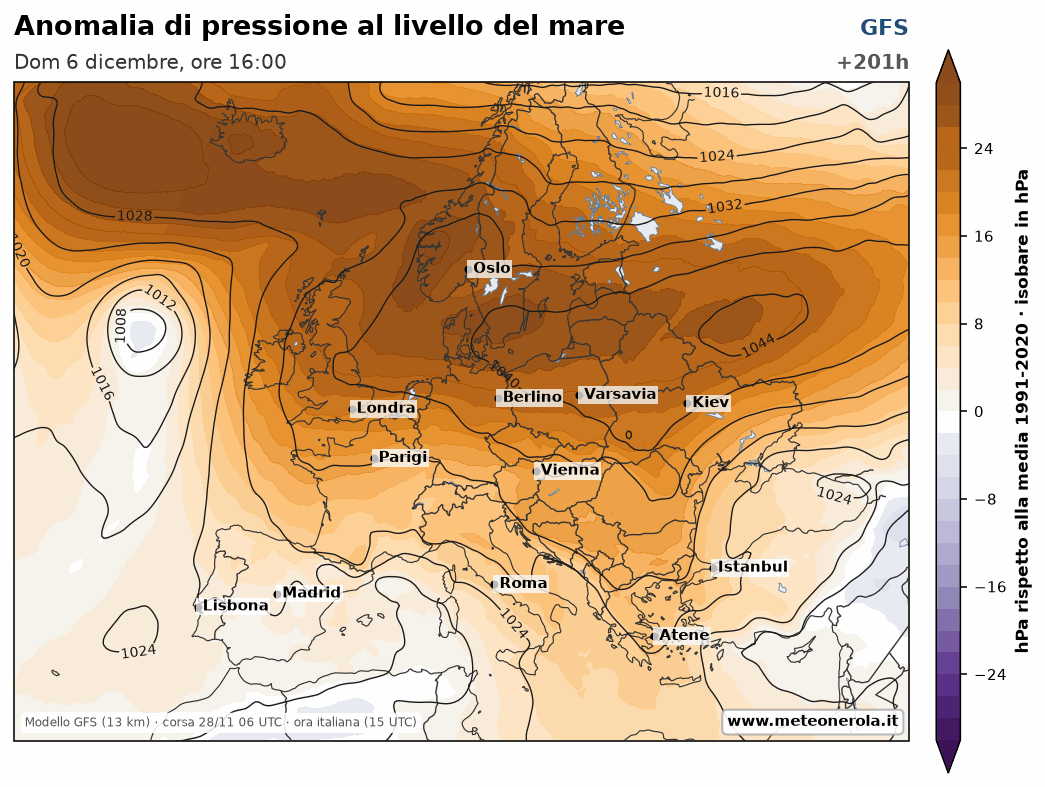 Anomalia di pressione al livello del mare
GFS
Dom 6 dicembre, ore 16:00
+201h
1016
1024
1028
1032
1020
1012
1008
1016
1044
1040
Oslo
Berlino
Varsavia
Kiev
Londra
Parigi
Vienna
0
1024
Istanbul
Madrid
Roma
Lisbona
1024
Atene
1024
Modello GFS (13 km) · corsa 28/11 06 UTC · ora italiana (15 UTC)
www.meteonerola.it
24
16
8
0
−8
−16
−24
hPa rispetto alla media 1991-2020 · isobare in hPa